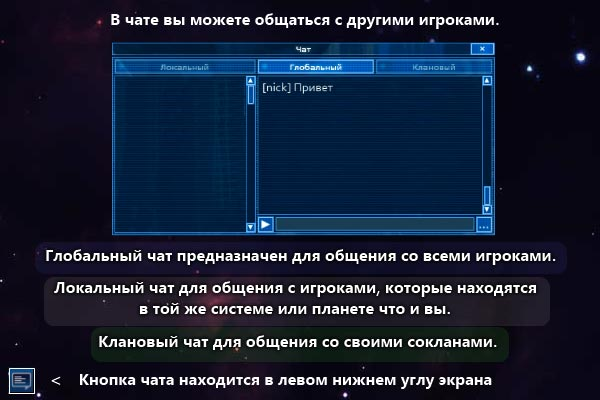 В чате вы можете общаться с другими игроками.
Чат
Локальный Глобальный Клановый
[nick] Привет
Глобальный чат предназначен для общения со всеми игроками.
Локальный чат для общения с игроками, которые находятся
в той же системе или планете что и вы.
Клановый чат для общения со своими сокланами.
< Кнопка чата находится в левом нижнем углу экрана